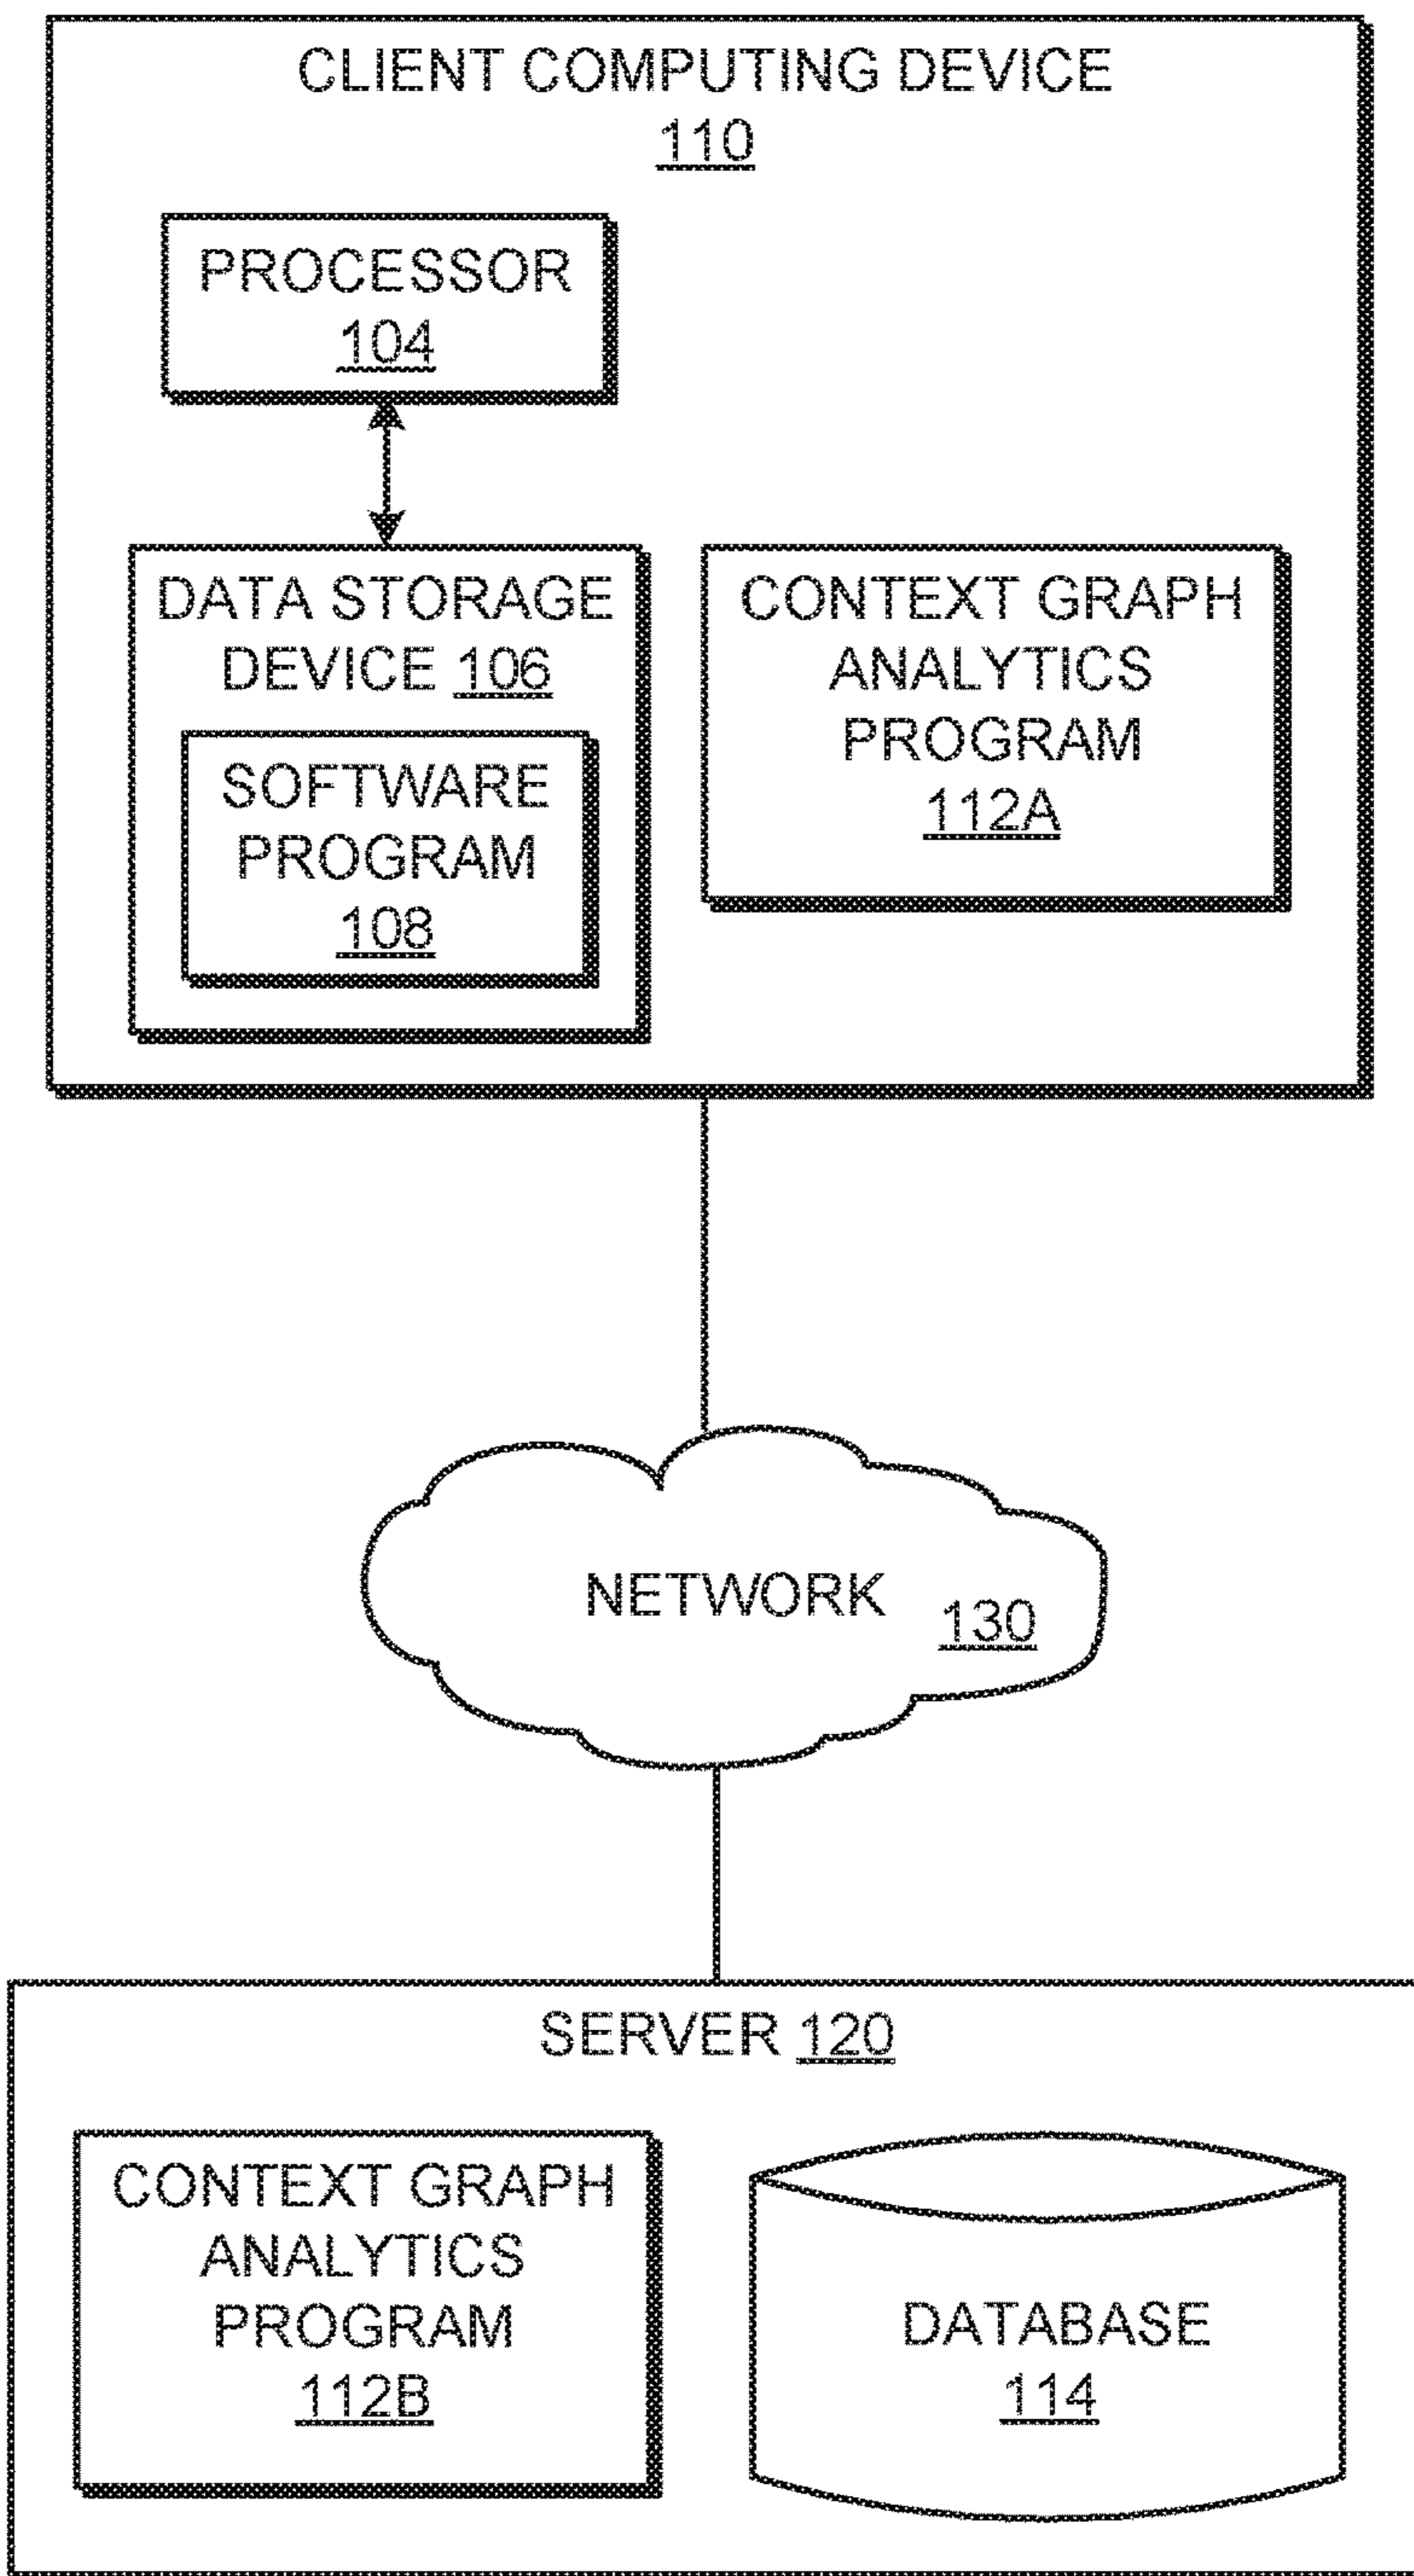 CLIENT COMPUTING DEVICE
110
PROCESSOR
104
DATA STORAGE
DEVICE 106
SOFTWARE
PROGRAM
108
CONTEXT GRAPH
ANALYTICS
PROGRAM
112A
NETWORK 130
SERVER 120
CONTEXT GRAPH
ANALYTICS
PROGRAM
112B
DATABASE
114